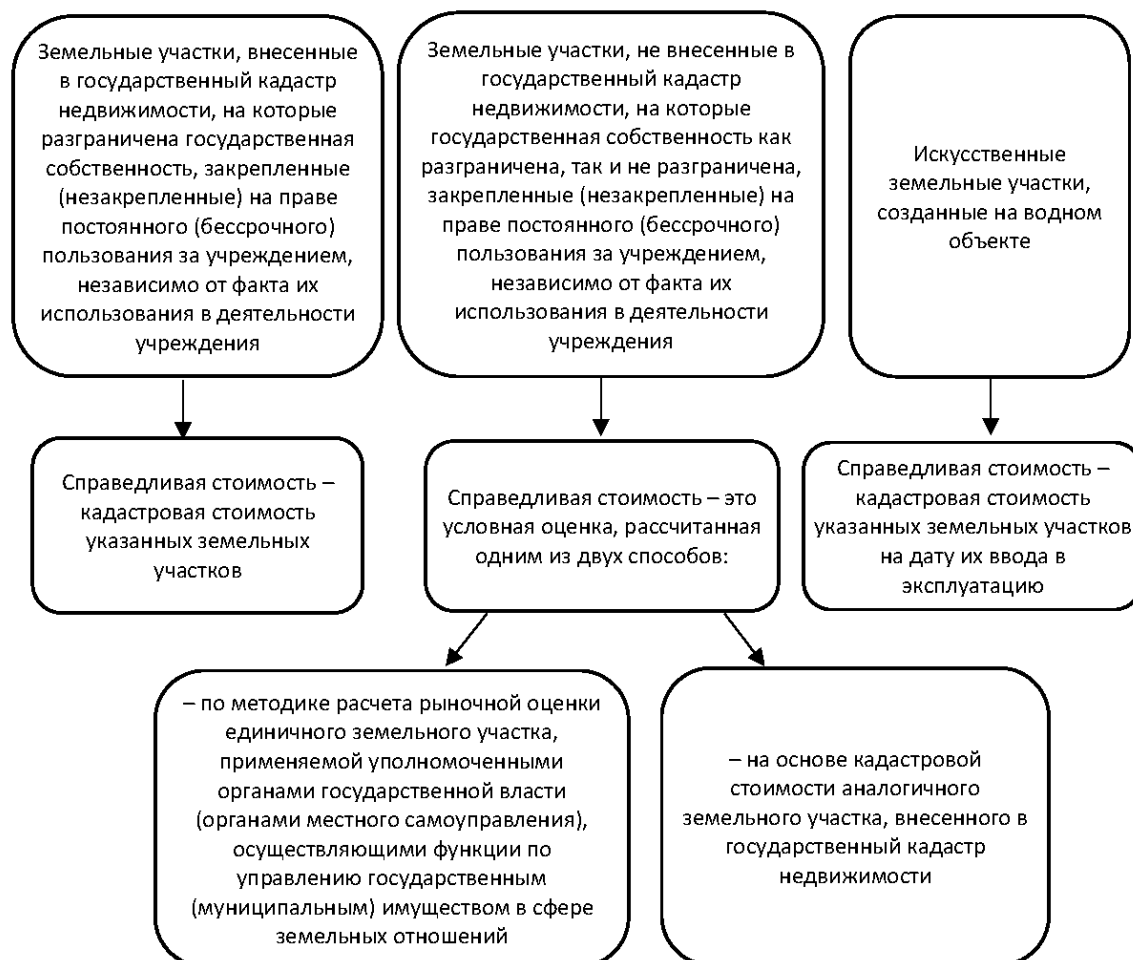 Земельные участки, внесенные
в государственный кадастр
недвижимости, на которые
разграничена государственная
собственность, закрепленные
(незакрепленные) на праве
постоянного (бессрочного)
пользования за учреждением,
независимо от факта их
использования в деятельности
учреждения
Земельные участки, не внесенные в
государственный кадастр
недвижимости, на которые
государственная собственность как
разграничена, так и не разграничена,
закрепленные (незакрепленные) на
праве постоянного (бессрочного)
пользования за учреждением,
независимо от факта их
использования в деятельности
учреждения
Искусственные
земельные участки,
созданные на водном
объекте
Справедливая стоимость –
кадастровая стоимость
указанных земельных
участков
Справедливая стоимость – это
условная оценка, рассчитанная
одним из двух способов:
Справедливая стоимость –
кадастровая стоимость
указанных земельных участков
на дату их ввода в
эксплуатацию
– по методике расчета рыночной оценки
единичного земельного участка,
применяемой уполномоченными
органами государственной власти
(органами местного самоуправления),
осуществляющими функции по
управлению государственным
(муниципальным) имуществом в сфере
земельных отношений
– на основе кадастровой
стоимости аналогичного
земельного участка, внесенного в
государственный кадастр
недвижимости